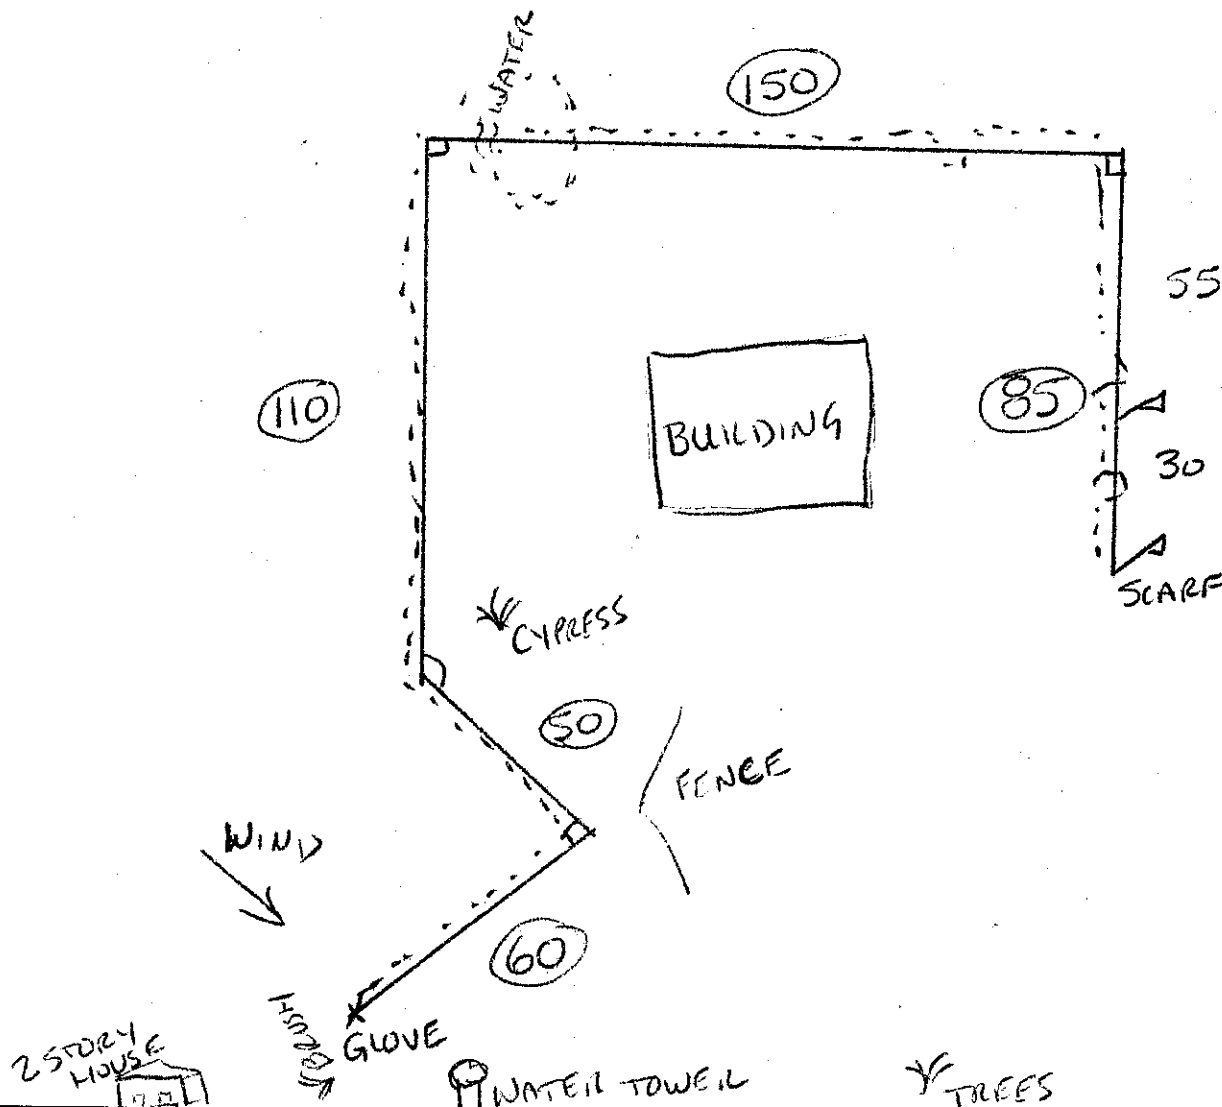 WATER
150
55
110
BUILDING
85
30
SCARF
CYPRESS
50
FENCE
WIND
60
BRUSH
GLOVE
2 STORY
HOUSE
WATER TOWER
TREES